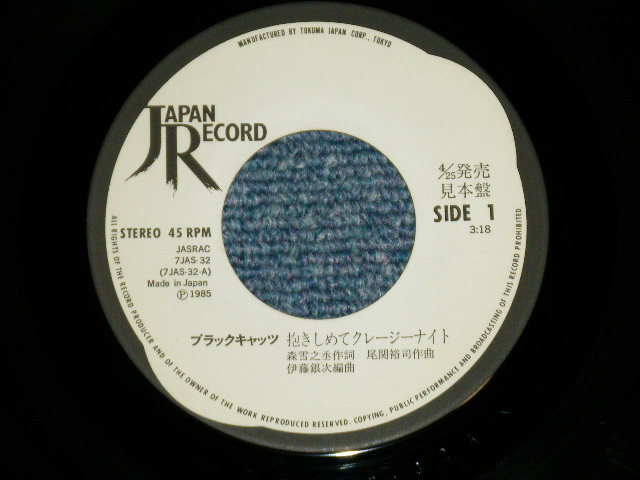 MANUFACTURED BY TOKUMA JAPAN CORP., TOKYO
JAPAN
RECORD
4/25発売
見本盤
SIDE 1
3:18
STEREO 45 RPM
JASRAC
7JAS-32
(7JAS-32-A)
Made in Japan
Ⓟ 1985
ブラックキャッツ 抱きしめてクレージーナイト
森雪之丞作詞 尾関裕司作曲
伊藤銀次編曲
ALL RIGHTS OF THE RECORD PRODUCER AND OF THE OWNER OF THE WORK REPRODUCED RESERVED. COPYING, PUBLIC PERFORMANCE AND BROADCASTING OF THIS RECORD PROHIBITED